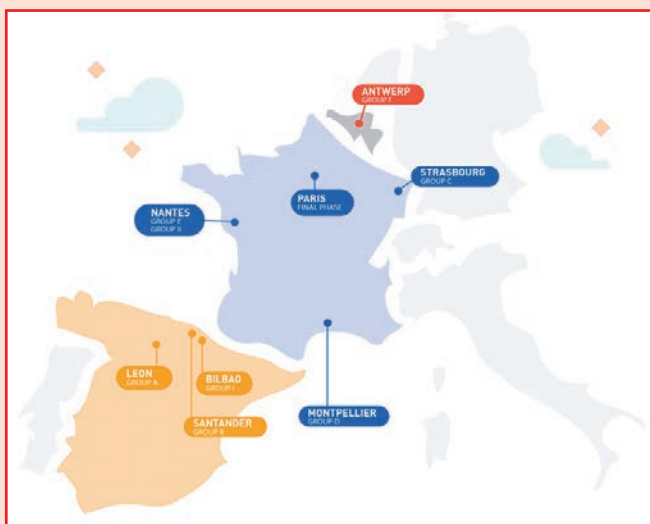 ANTWERP
GROUP F
STRASBOURG
GROUP C
PARIS
FINAL PHASE
NANTES
GROUP E
GROUP
LEON
GROUP A
BILBAO
GROUP I
SANTANDER
GROUP
MONTPELLIER
GROUP D